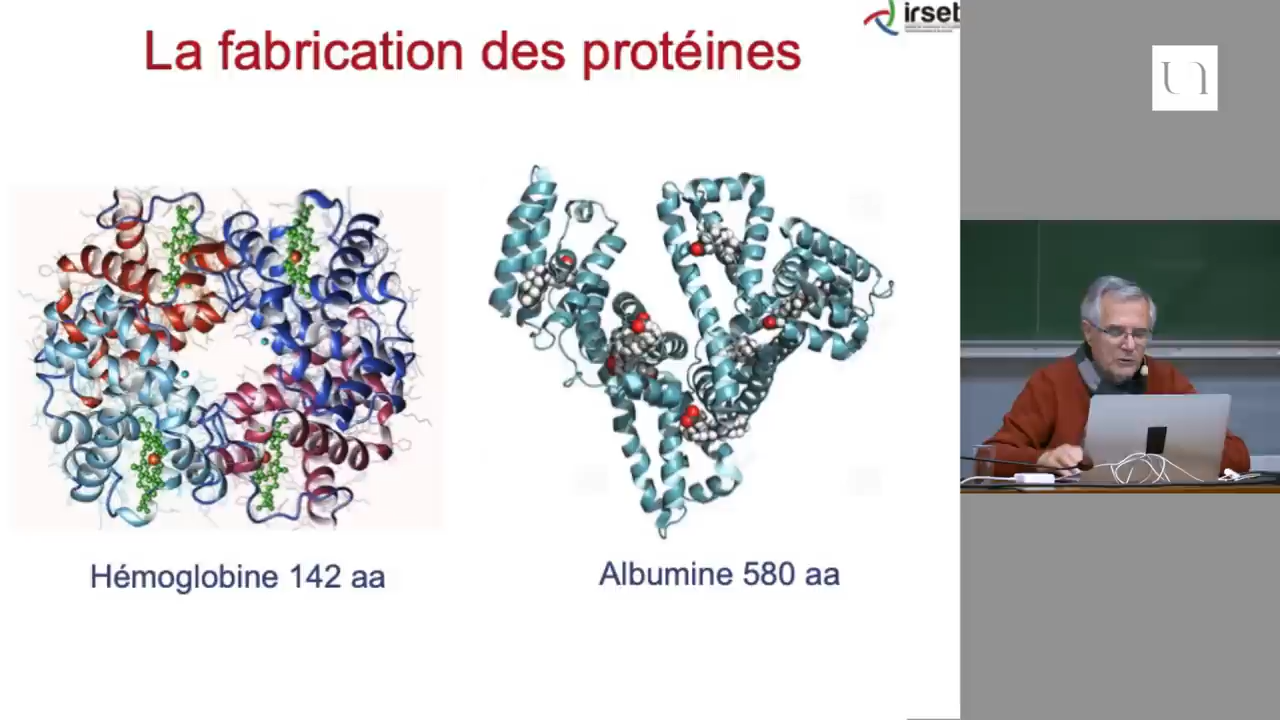 La fabrication des protéines
irset
Hémoglobine 142 aa
Albumine 580 aa